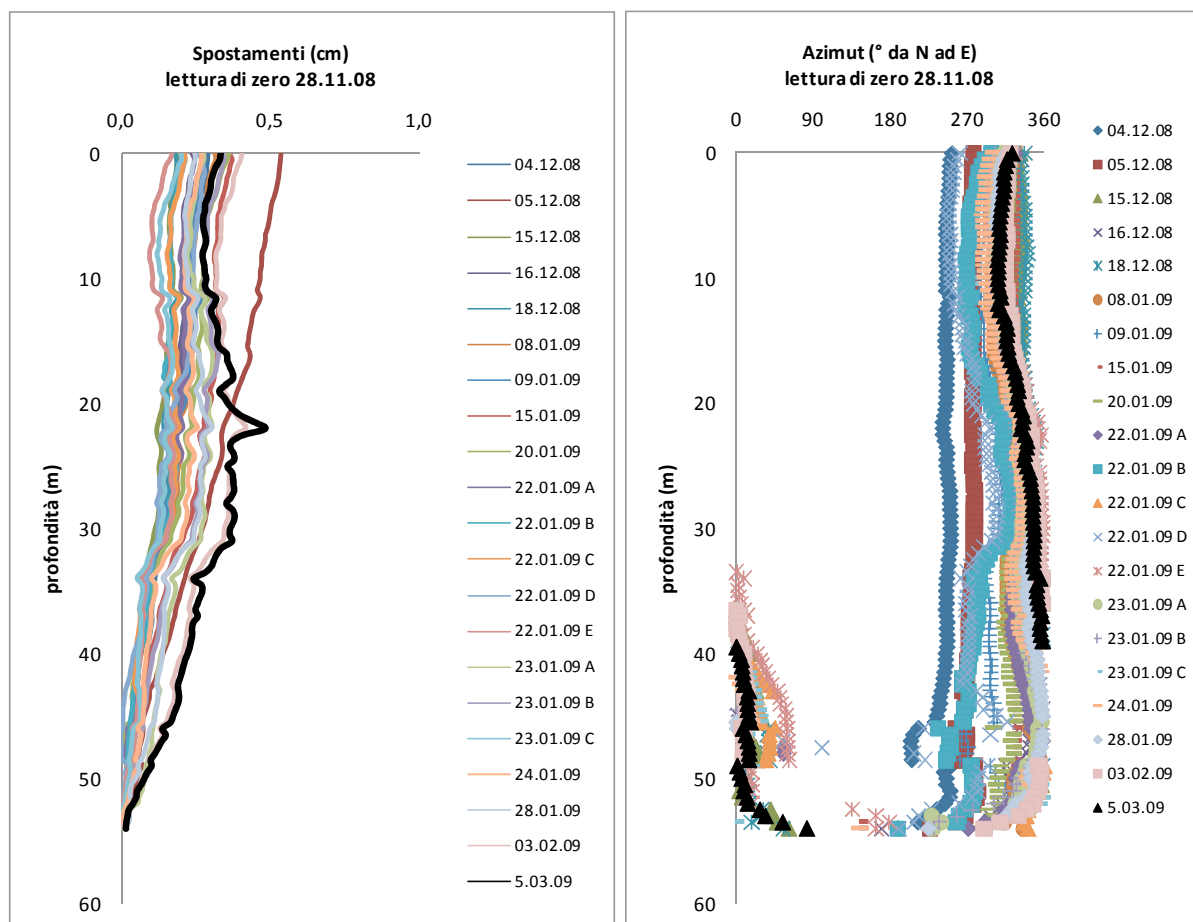 Spostamenti (cm)
lettura di zero 28.11.08
0,0 0,5 1,0
0
10
20
30
40
50
60
profondità (m)
04.12.08
05.12.08
15.12.08
16.12.08
18.12.08
08.01.09
09.01.09
15.01.09
20.01.09
22.01.09 A
22.01.09 B
22.01.09 C
22.01.09 D
22.01.09 E
23.01.09 A
23.01.09 B
23.01.09 C
24.01.09
28.01.09
03.02.09
5.03.09
Azimut (° da N ad E)
lettura di zero 28.11.08
0 90 180 270 360
0
10
20
30
40
50
60
profondità (m)
04.12.08
05.12.08
15.12.08
16.12.08
18.12.08
08.01.09
09.01.09
15.01.09
20.01.09
22.01.09 A
22.01.09 B
22.01.09 C
22.01.09 D
22.01.09 E
23.01.09 A
23.01.09 B
23.01.09 C
24.01.09
28.01.09
03.02.09
5.03.09